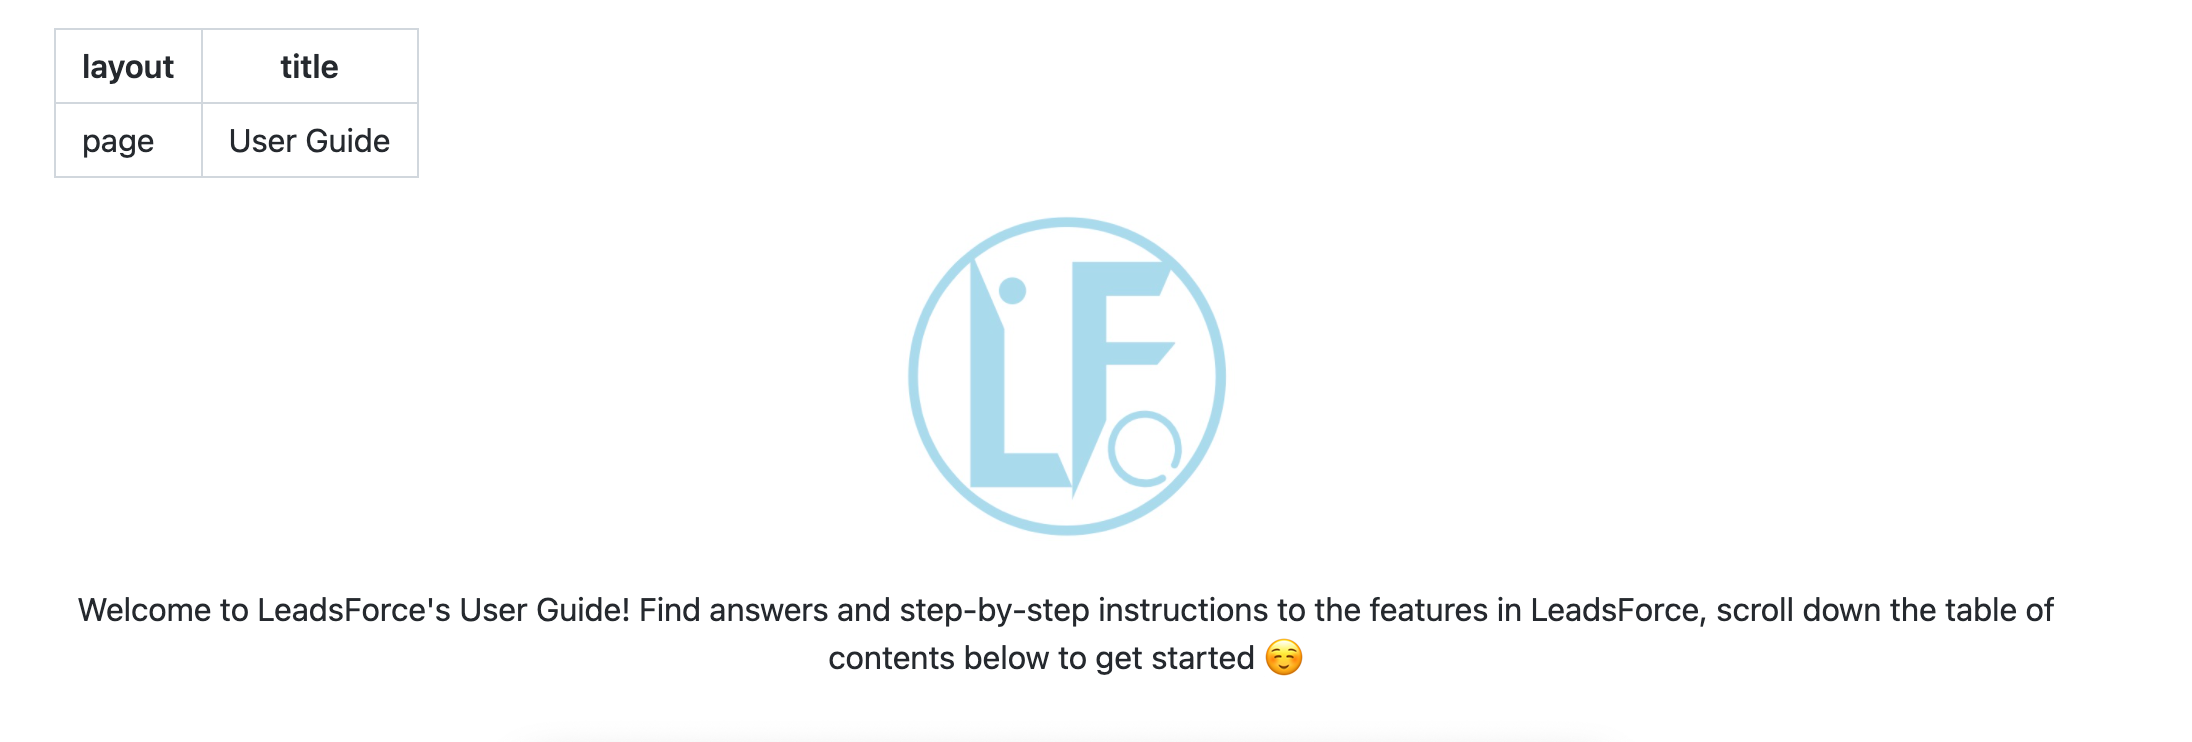 layout title
page User Guide
LF
Welcome to LeadsForce's User Guide! Find answers and step-by-step instructions to the features in LeadsForce, scroll down the table of
contents below to get started ☺️